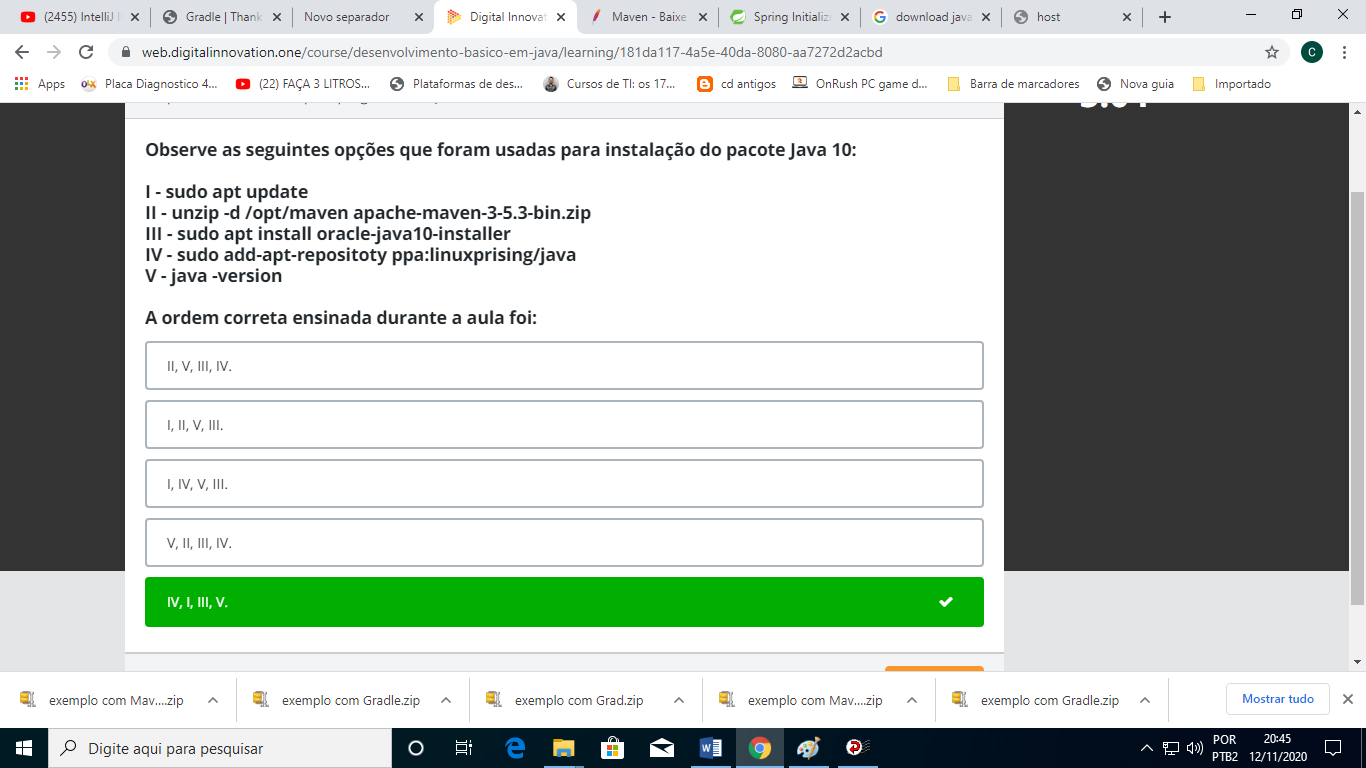 (2455) IntelliJ I
Gradle | Thank
Novo separador
Digital Innovat
Maven - Baixe
Spring Initializ
download java
host
web.digitalinnovation.one/course/desenvolvimento-basico-em-java/learning/181da117-4a5e-40da-8080-aa7272d2acbd
C
Apps
Placa Diagnostico 4...
(22) FAÇA 3 LITROS...
Plataformas de des...
Cursos de TI: os 17...
cd antigos
OnRush PC game d...
Barra de marcadores
Nova guia
Importado
Observe as seguintes opções que foram usadas para instalação do pacote Java 10:
I - sudo apt update
II - unzip -d /opt/maven apache-maven-3-5.3-bin.zip
III - sudo apt install oracle-java10-installer
IV - sudo add-apt-repositoty ppa:linuxprising/java
V - java -version
A ordem correta ensinada durante a aula foi:
II, V, III, IV.
I, II, V, III.
I, IV, V, III.
V, II, III, IV.
IV, I, III, V.
exemplo com Mav....zip
exemplo com Gradle.zip
exemplo com Grad.zip
exemplo com Mav....zip
exemplo com Gradle.zip
Mostrar tudo
Digite aqui para pesquisar
POR
PTB2
20:45
12/11/2020